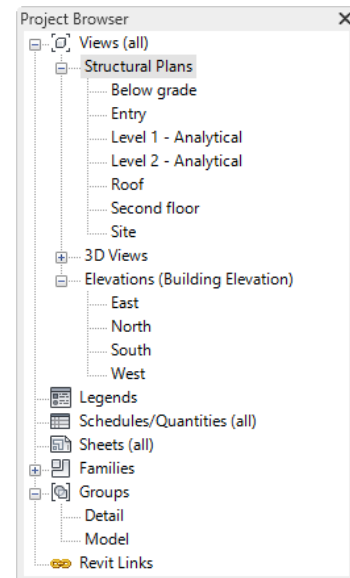 Project Browser
Views (all)
Structural Plans
Below grade
Entry
Level 1 - Analytical
Level 2 - Analytical
Roof
Second floor
Site
3D Views
Elevations (Building Elevation)
East
North
South
West
Legends
Schedules/Quantities (all)
Sheets (all)
Families
Groups
Detail
Model
Revit Links